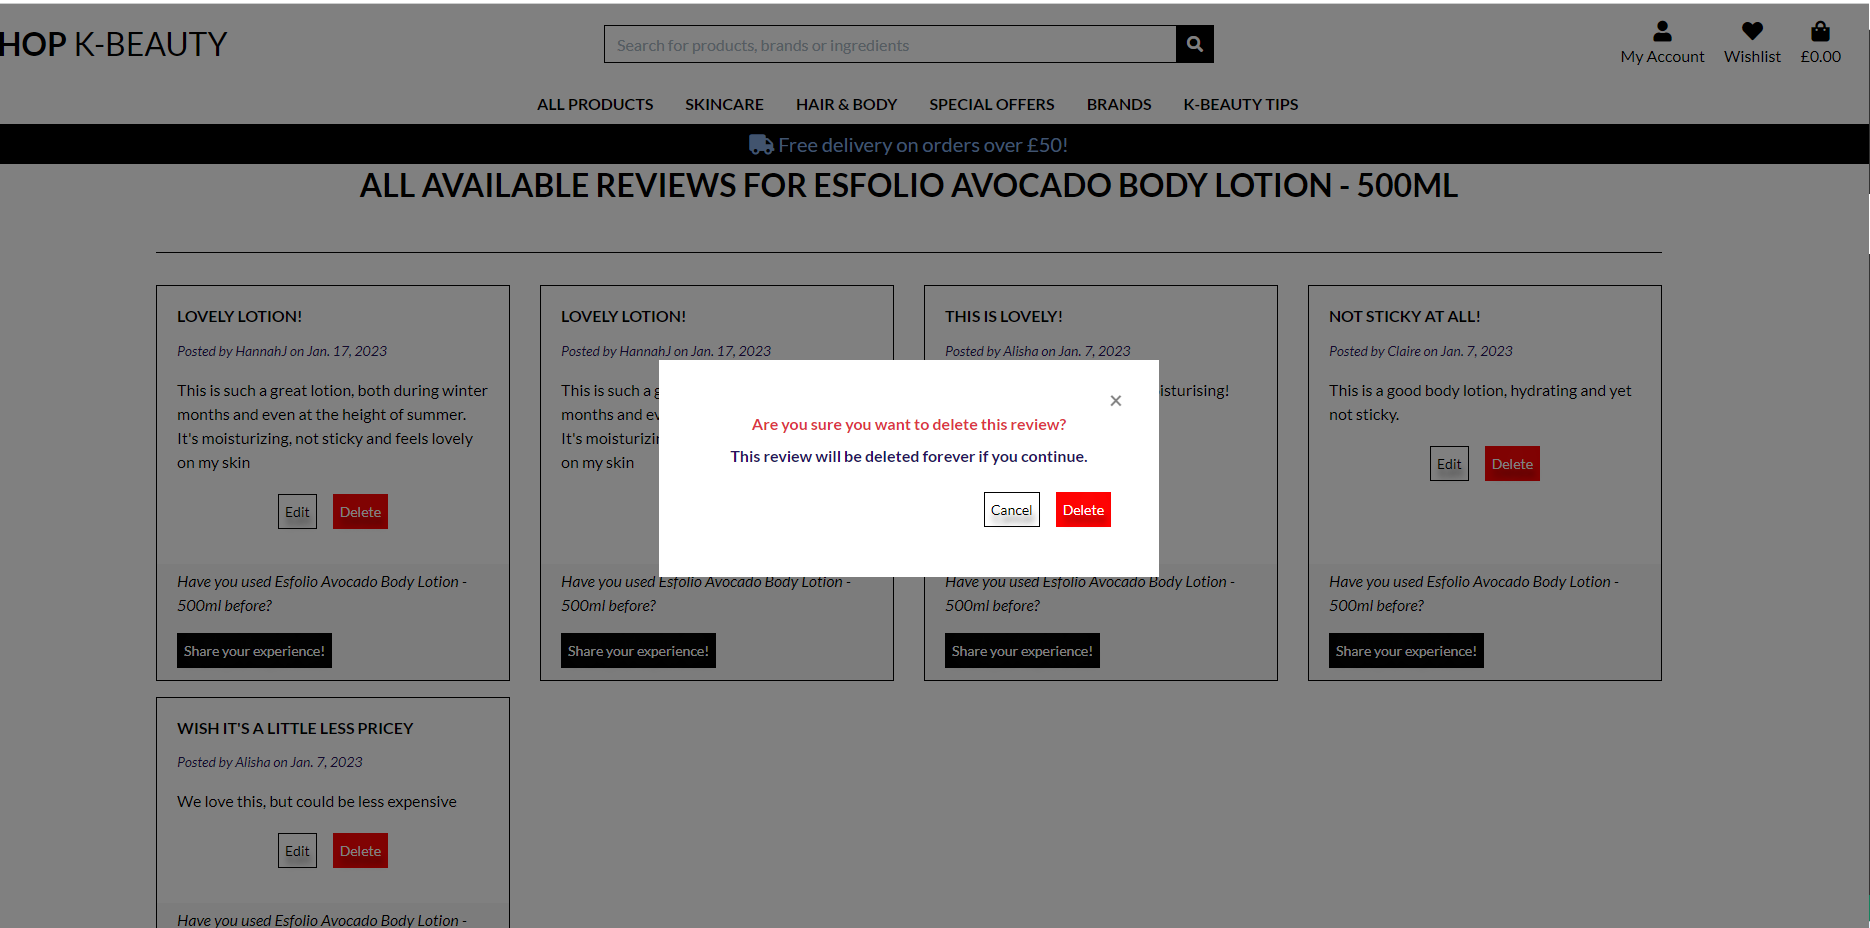 HOP K-BEAUTY
Search for products, brands or ingredients
My Account
Wishlist
£0.00
ALL PRODUCTS SKINCARE HAIR & BODY SPECIAL OFFERS BRANDS K-BEAUTY TIPS
Free delivery on orders over £50!
ALL AVAILABLE REVIEWS FOR ESFOLIO AVOCADO BODY LOTION - 500ML
LOVELY LOTION!
Posted by HannahJ on Jan. 17, 2023
This is such a great lotion, both during winter
months and even at the height of summer.
It's moisturizing, not sticky and feels lovely
on my skin
Edit Delete
Have you used Esfolio Avocado Body Lotion -
500ml before?
Share your experience!
LOVELY LOTION!
Posted by HannahJ on Jan. 17, 2023
This is such a
months and
It's
on my skin
Have you used Esfolio Avocado Body Lotion -
500ml before?
Share your experience!
THIS IS LOVELY!
Posted by Alisha on Jan. 7, 2023
isturising!
Have you used Esfolio Avocado Body Lotion -
500ml before?
Share your experience!
NOT STICKY AT ALL!
Posted by Claire on Jan. 7, 2023
This is a good body lotion, hydrating and yet
not sticky.
Edit Delete
Have you used Esfolio Avocado Body Lotion -
500ml before?
Share your experience!
×
Are you sure you want to delete this review?
This review will be deleted forever if you continue.
Cancel Delete
WISH IT'S A LITTLE LESS PRICEY
Posted by Alisha on Jan. 7, 2023
We love this, but could be less expensive
Edit Delete
Have you used Esfolio Avocado Body Lotion -